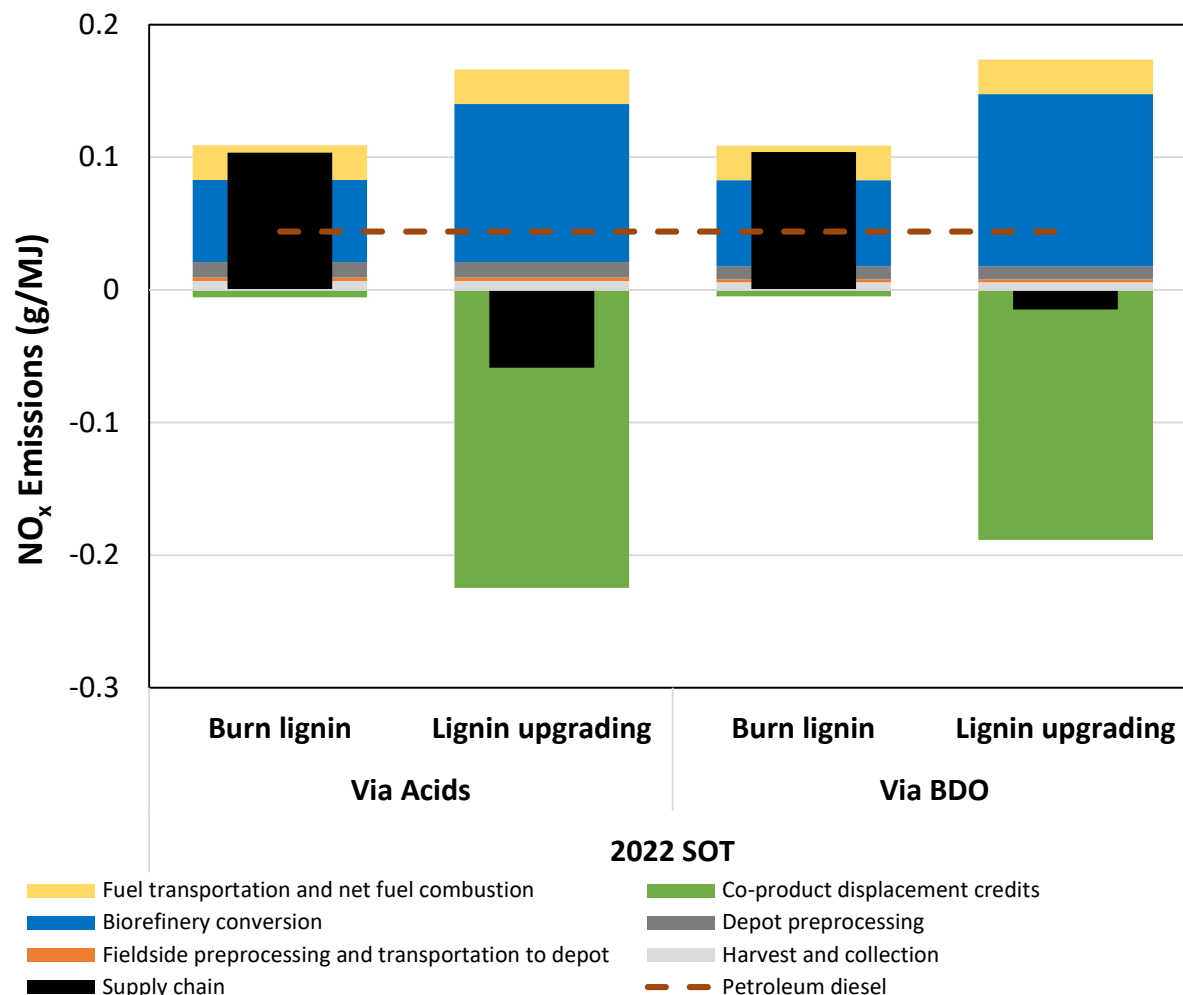 NOx Emissions (g/MJ)
0.2
0.1
0
-0.1
-0.2
-0.3
Burn lignin Lignin upgrading Burn lignin Lignin upgrading
Via Acids Via BDO
2022 SOT
Fuel transportation and net fuel combustion Co-product displacement credits
Biorefinery conversion Depot preprocessing
Fieldside preprocessing and transportation to depot Harvest and collection
Supply chain Petroleum diesel